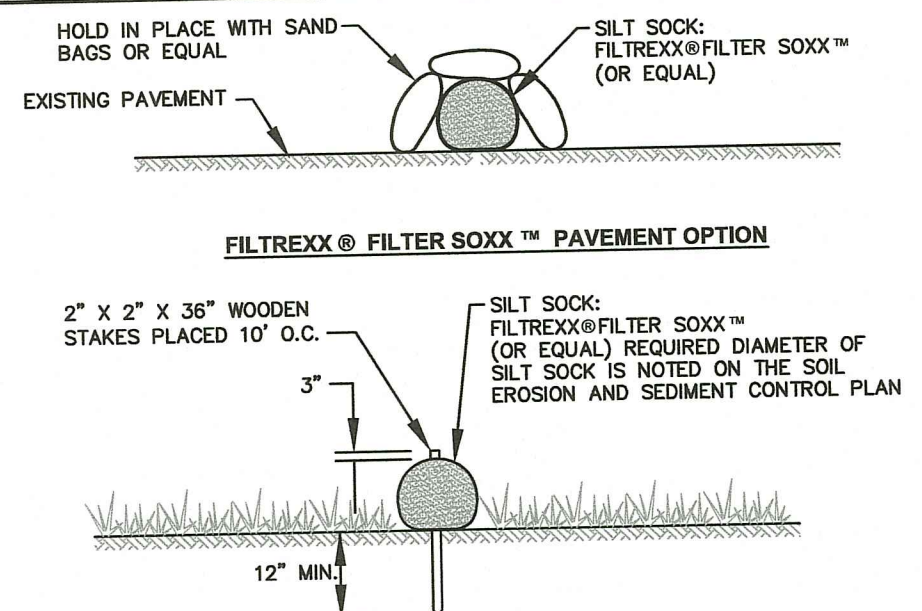 HOLD IN PLACE WITH SAND
BAGS OR EQUAL
SILT SOCK:
FILTREXX®FILTER SOXX™
(OR EQUAL)
EXISTING PAVEMENT
FILTREXX ® FILTER SOXX ™ PAVEMENT OPTION
2" X 2" X 36" WOODEN
STAKES PLACED 10' O.C.
3"
SILT SOCK:
FILTREXX®FILTER SOXX™
(OR EQUAL) REQUIRED DIAMETER OF
SILT SOCK IS NOTED ON THE SOIL
EROSION AND SEDIMENT CONTROL PLAN
12" MIN.